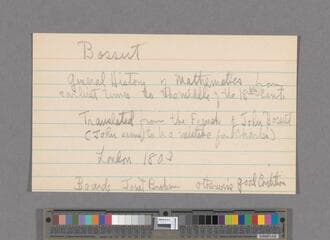 Bossut
General History of Mathematics from
earliest times to the middle of the 18th Cent
Translated from the French of John Bossut
(John seems to be a mistake for Charles)
London 1803
Boards Joint Broken otherwise good Condition